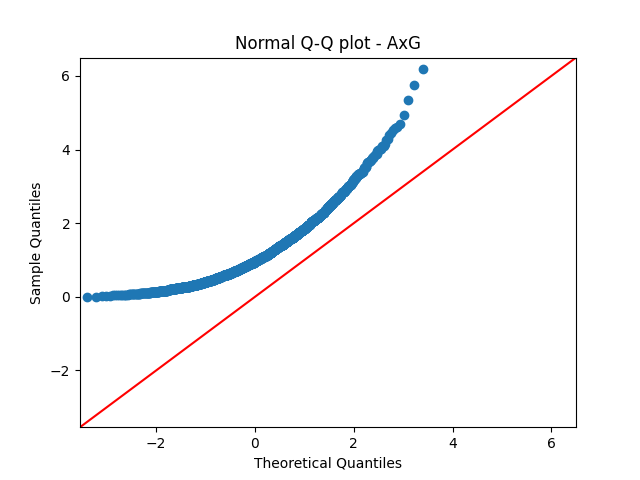 Normal Q-Q plot - AxG
6
4
2
0
−2
Sample Quantiles
−2 0 2 4 6
Theoretical Quantiles